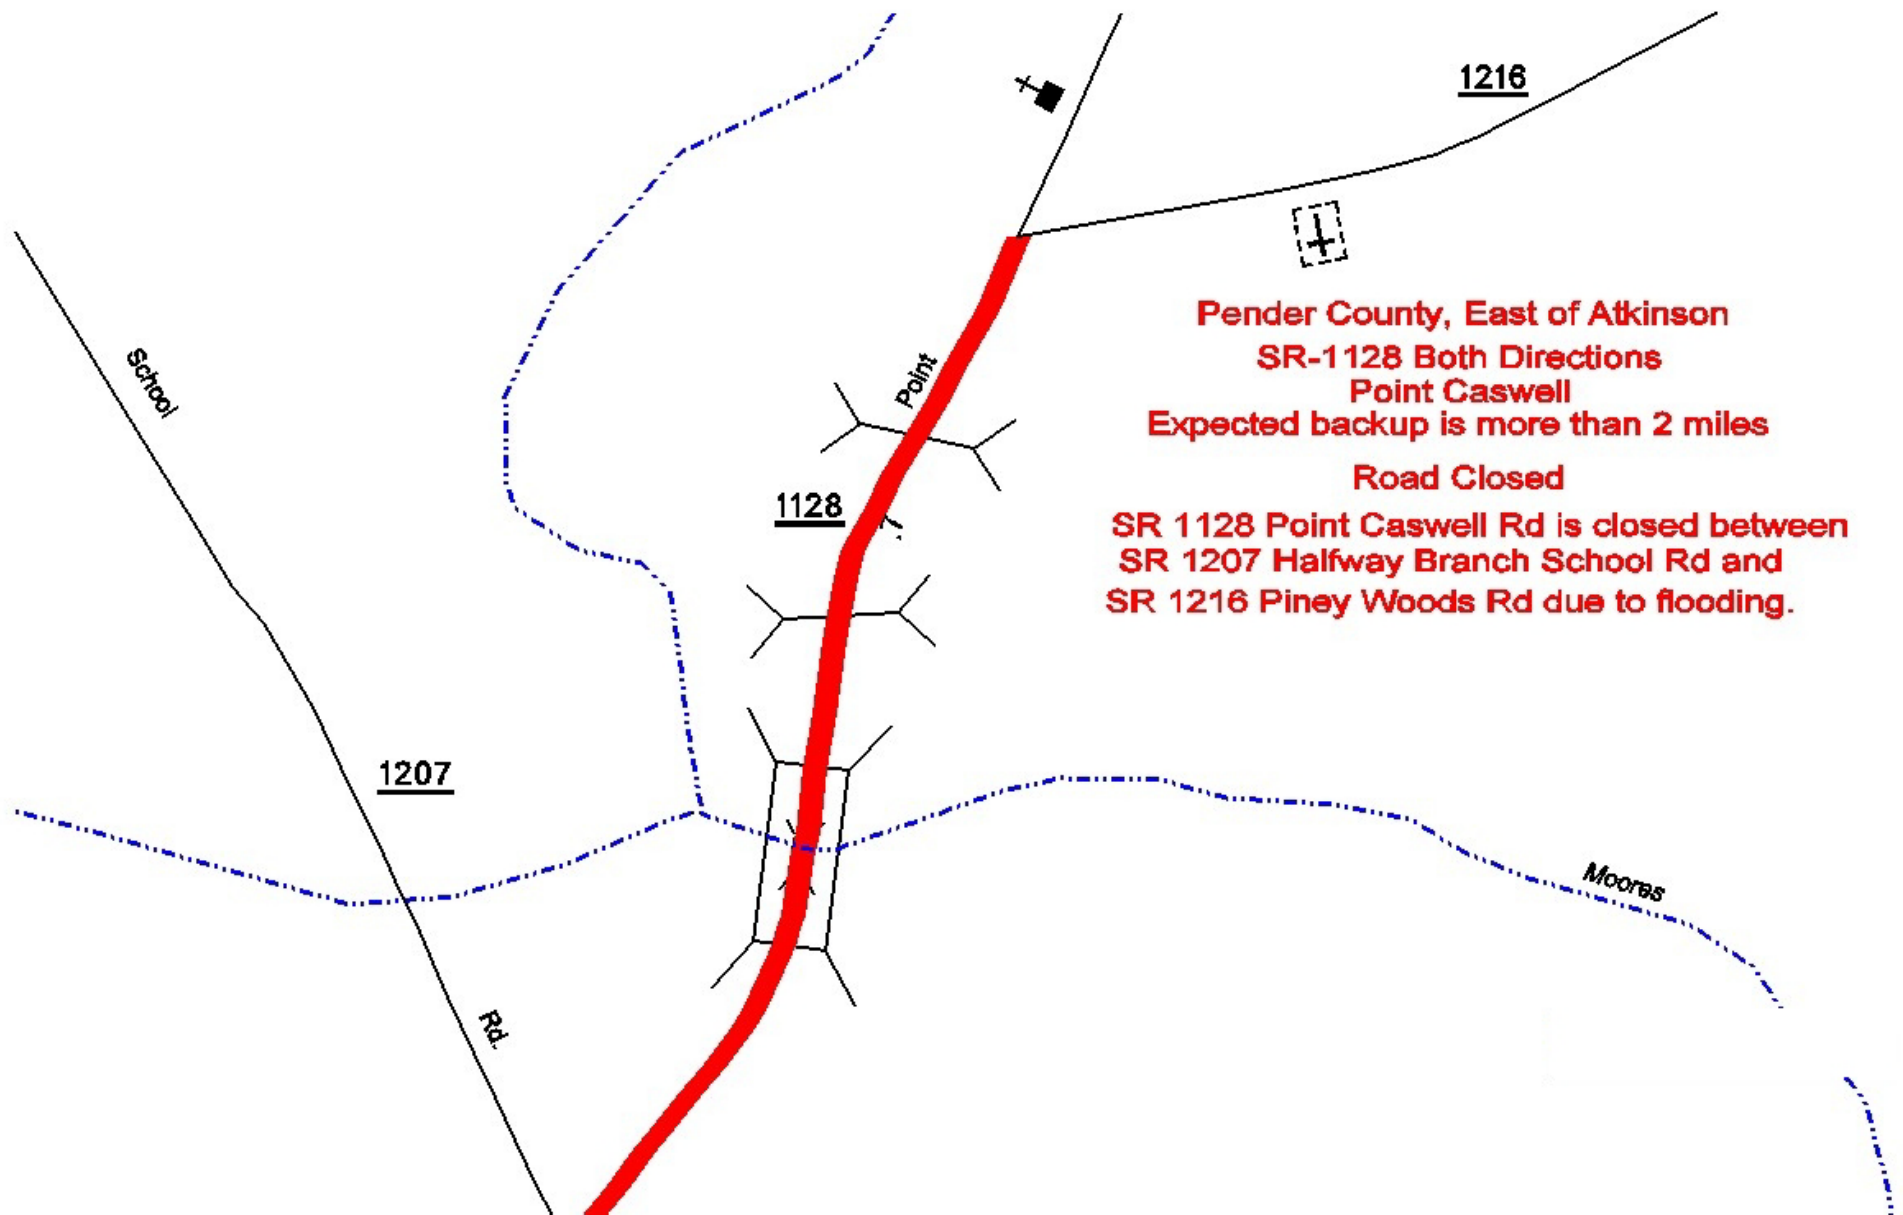 1216
School
Point
Pender County, East of Atkinson
SR-1128 Both Directions
Point Caswell
Expected backup is more than 2 miles
Road Closed
1128
SR 1128 Point Caswell Rd is closed between
SR 1207 Halfway Branch School Rd and
SR 1216 Piney Woods Rd due to flooding.
1207
Moores
Rd.